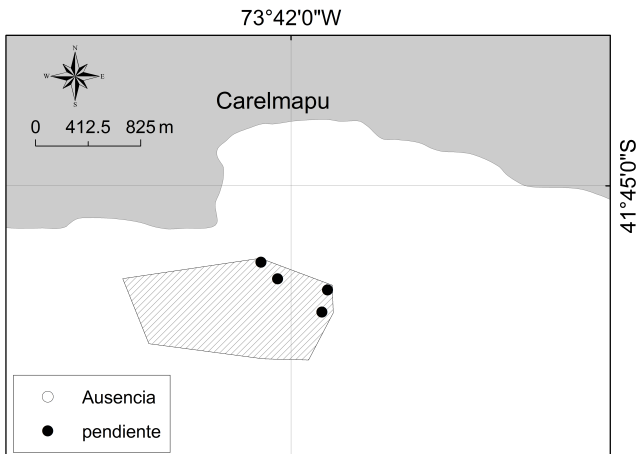 73°42'0"W
N
W E
S
Carelmapu
0 412.5 825 m
41°45'0"S
Ausencia
pendiente